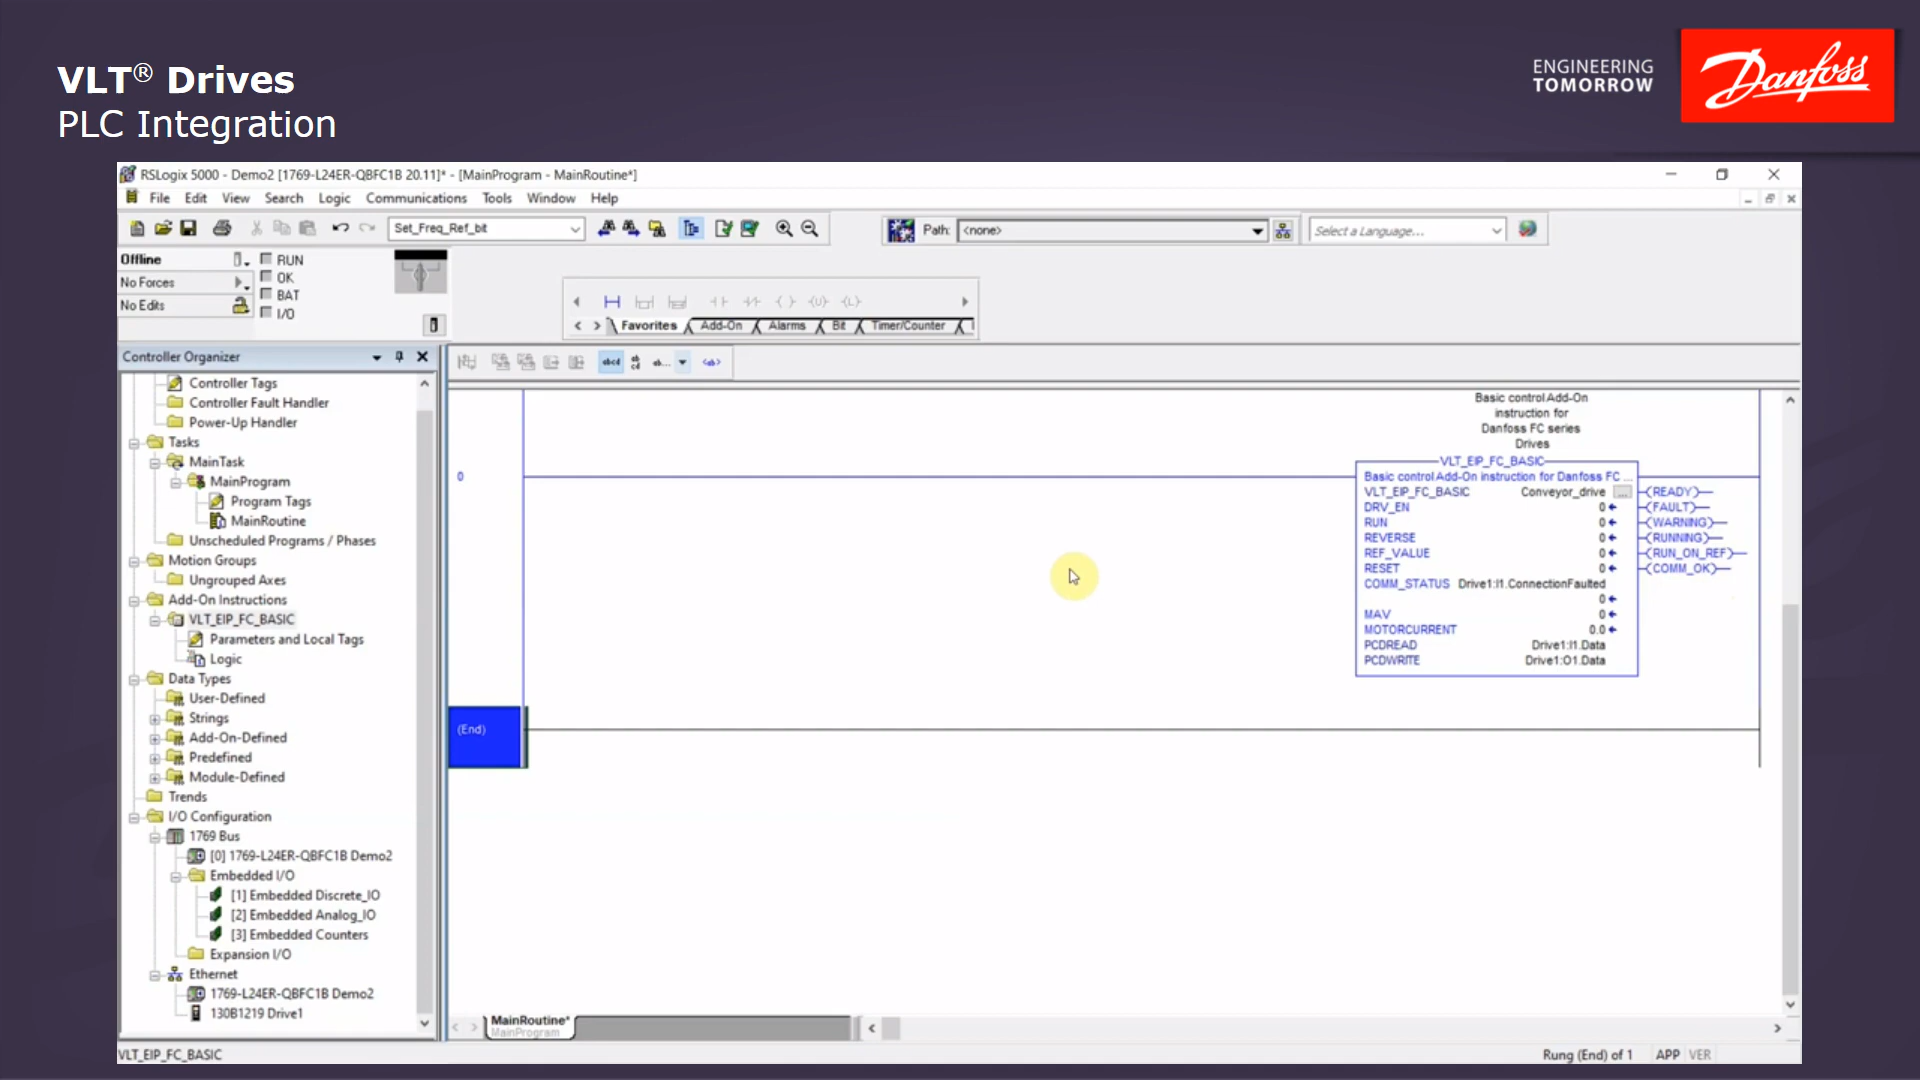 VLT® Drives
PLC Integration
ENGINEERING
TOMORROW
Danfoss
RSLogix 5000 - Demo2 [1769-L24ER-QBFC1B 20.11]* - [MainProgram - MainRoutine*]
File Edit View Search Logic Communications Tools Window Help
Set_Freq_Ref_bit
Path: <none>
Select a Language...
Offline
RUN
No Forces
OK
BAT
No Edits
I/O
Favorites Add-On Alarms Bit Timer/Counter
Controller Organizer
Controller Tags
Controller Fault Handler
Power-Up Handler
Tasks
MainTask
MainProgram
Program Tags
MainRoutine
Unscheduled Programs / Phases
Motion Groups
Ungrouped Axes
Add-On Instructions
VLT_EIP_FC_BASIC
Parameters and Local Tags
Logic
Data Types
User-Defined
Strings
Add-On-Defined
Predefined
Module-Defined
Trends
I/O Configuration
1769 Bus
[0] 1769-L24ER-QBFC1B Demo2
Embedded I/O
[1] Embedded Discrete_IO
[2] Embedded Analog_IO
[3] Embedded Counters
Expansion I/O
Ethernet
1769-L24ER-QBFC1B Demo2
130B1219 Drive1
Basic control Add-On
instruction for
Danfoss FC series
Drives
0
VLT_EIP_FC_BASIC
Basic control Add-On instruction for Danfoss FC ...
VLT_EIP_FC_BASIC Conveyor_drive ... (READY)
DRV_EN 0 (FAULT)
RUN 0 (WARNING)
REVERSE 0 (RUNNING)
REF_VALUE 0 (RUN_ON_REF)
RESET 0 (COMM_OK)
COMM_STATUS Drive1:I1.ConnectionFaulted
0
MAV 0
MOTORCURRENT 0.0
PCDREAD Drive1:I1.Data
PCDWRITE Drive1:O1.Data
(End)
MainRoutine*
MainProgram
VLT_EIP_FC_BASIC
Rung (End) of 1 APP VER